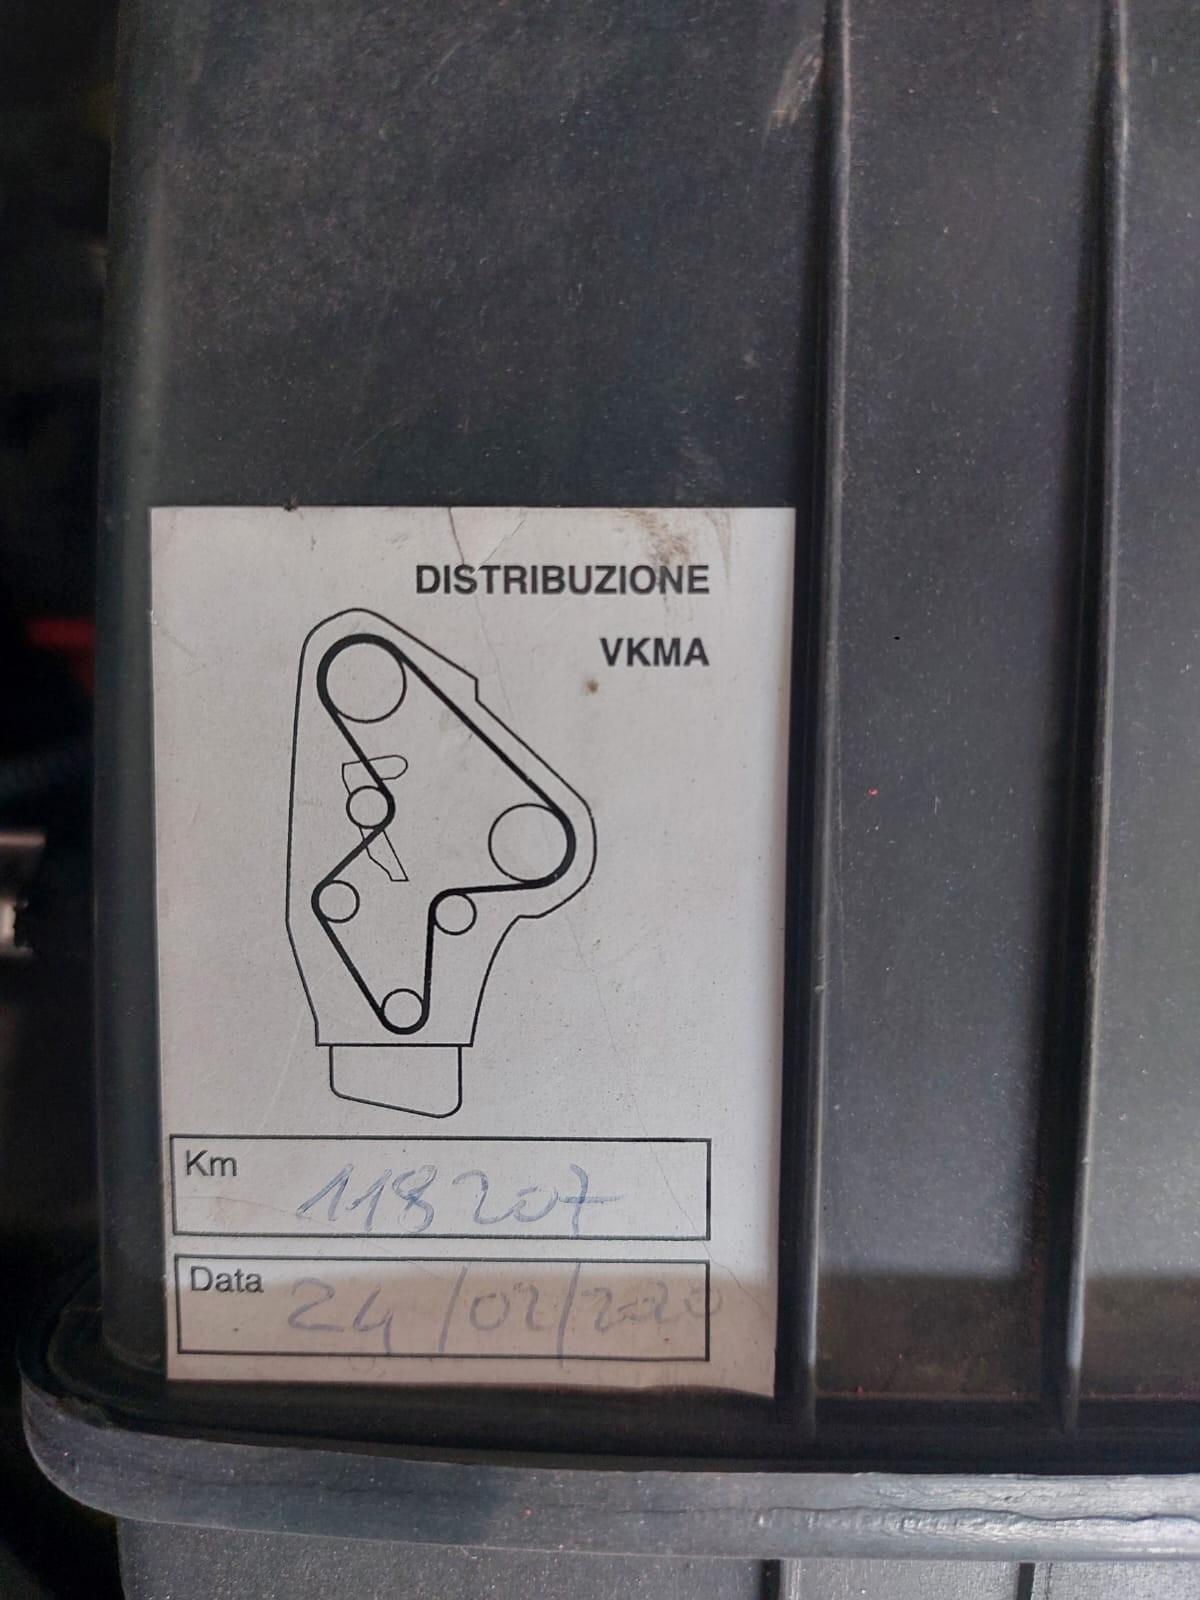 DISTRIBUZIONE
VKMA
Km 118207
Data 24/02/2020